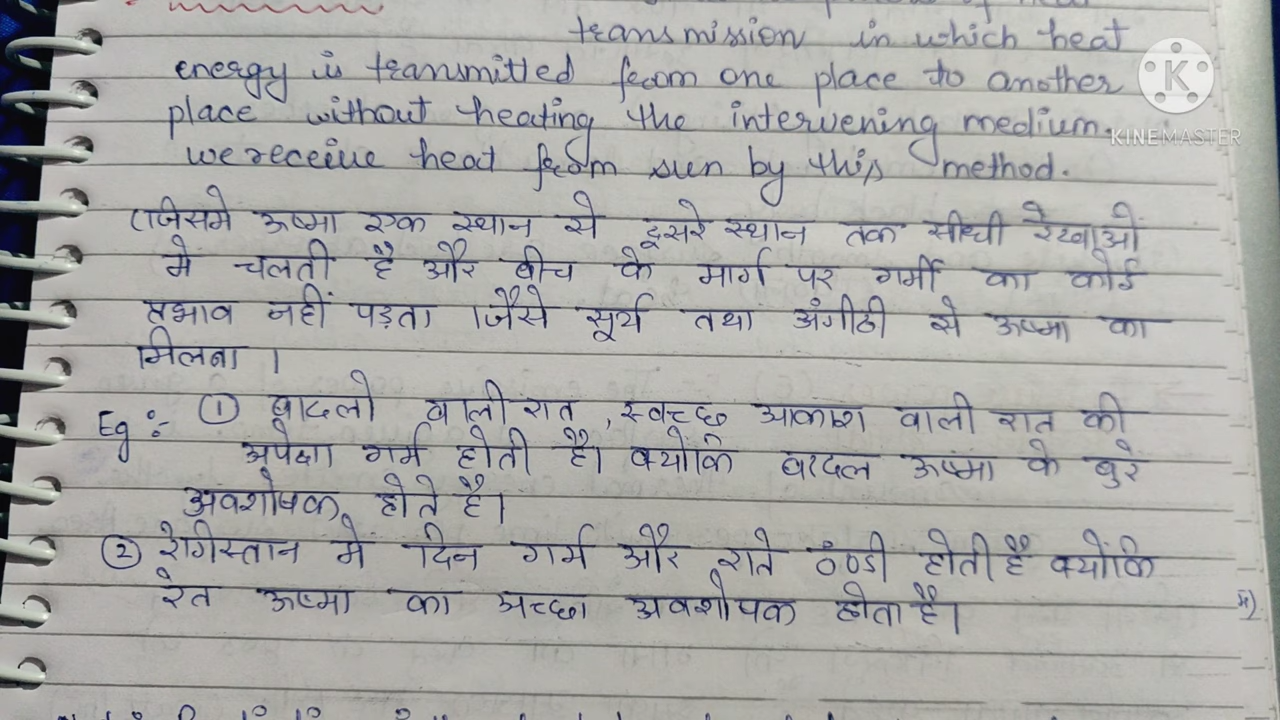 transmission in which heat
energy is transmitted from one place to another
place without heating the intervening medium.
we receive heat from sun by this method.
(जिसमे ऊष्मा एक स्थान से दूसरे स्थान तक सीधी रेखाओं
मे चलती है और बीच के मार्ग पर गर्मी का कोई
प्रभाव नहीं पड़ता ।जैसे सूर्य तथा अंगीठी से ऊष्मा का
मिलना ।
Eg :- ① बादलो वाली रात , स्वच्छ आकाश वाली रात की
अपेक्षा गर्म होती है। क्योंकि बादल ऊष्मा के बुरे
अवशोषक होते है।
② रेगिस्तान मे दिन गर्म और राते ठण्डी होती है क्योंकि
रेत ऊष्मा का अच्छा अवशोषक होता है।
K
KINEMASTER